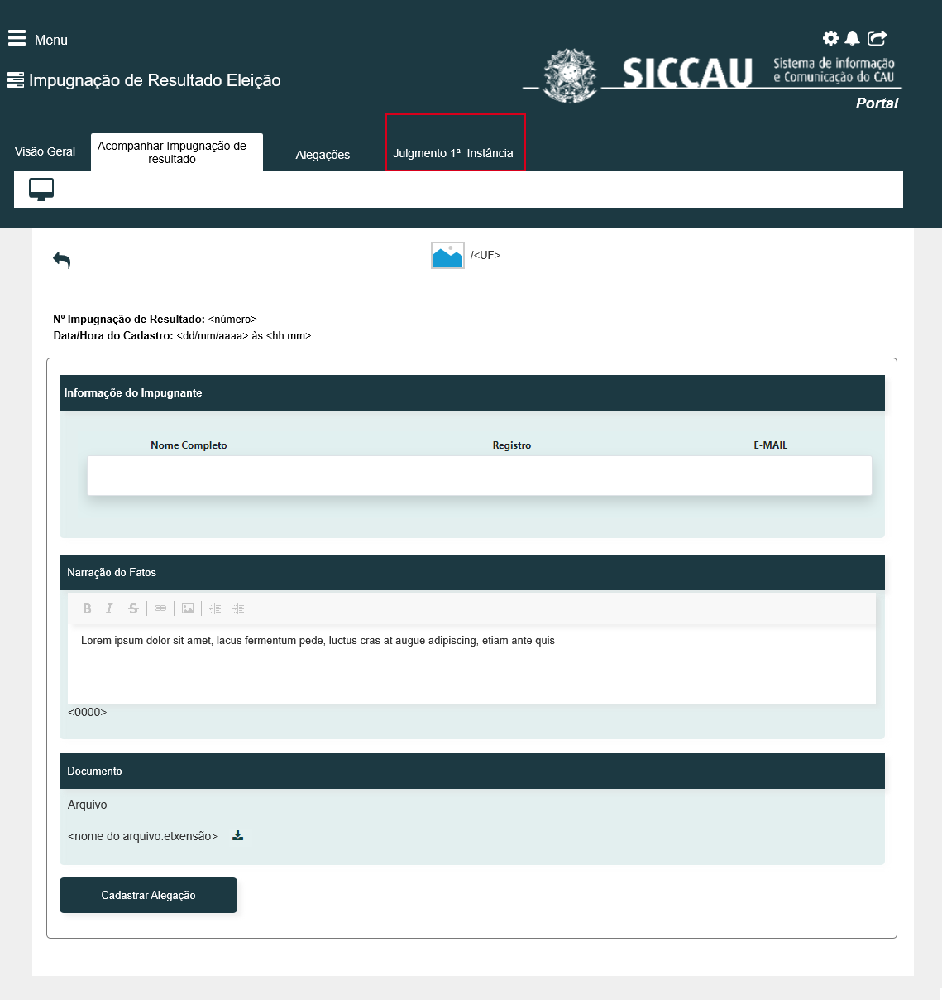 Menu
Impugnação de Resultado Eleição
SICCAU
Sistema de informação
e Comunicação do CAU
Portal
Visão Geral
Acompanhar Impugnação de
resultado
Alegações
Julgmento 1ª Instância
/<UF>
Nº Impugnação de Resultado: <número>
Data/Hora do Cadastro: <dd/mm/aaaa> às <hh:mm>
Informaçõe do Impugnante
Nome Completo Registro E-MAIL
Narração do Fatos
B I S
Lorem ipsum dolor sit amet, lacus fermentum pede, luctus cras at augue adipiscing, etiam ante quis
<0000>
Documento
Arquivo
<nome do arquivo.etxensão>
Cadastrar Alegação